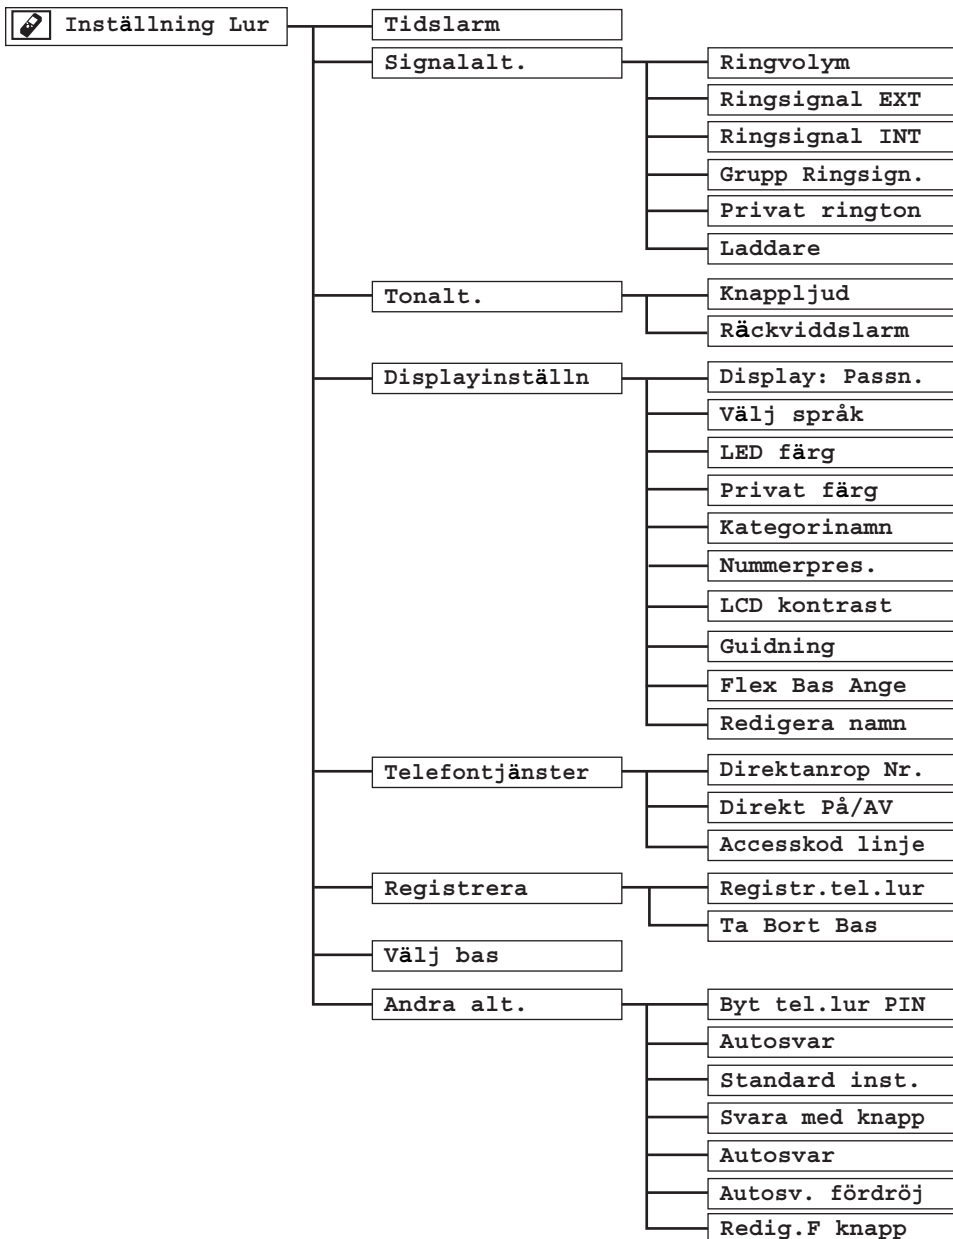 Inställning Lur
Tidslarm
Signalalt.
Ringvolym
Ringsignal EXT
Ringsignal INT
Grupp Ringsign.
Privat rington
Laddare
Tonalt.
Knappljud
Räckviddslarm
Displayinställn
Display: Passn.
Välj språk
LED färg
Privat färg
Kategorinamn
Nummerpres.
LCD kontrast
Guidning
Flex Bas Ange
Redigera namn
Telefontjänster
Direktanrop Nr.
Direkt På/AV
Accesskod linje
Registrera
Registr.tel.lur
Ta Bort Bas
Välj bas
Andra alt.
Byt tel.lur PIN
Autosvar
Standard inst.
Svara med knapp
Autosvar
Autosv. fördröj
Redig.F knapp